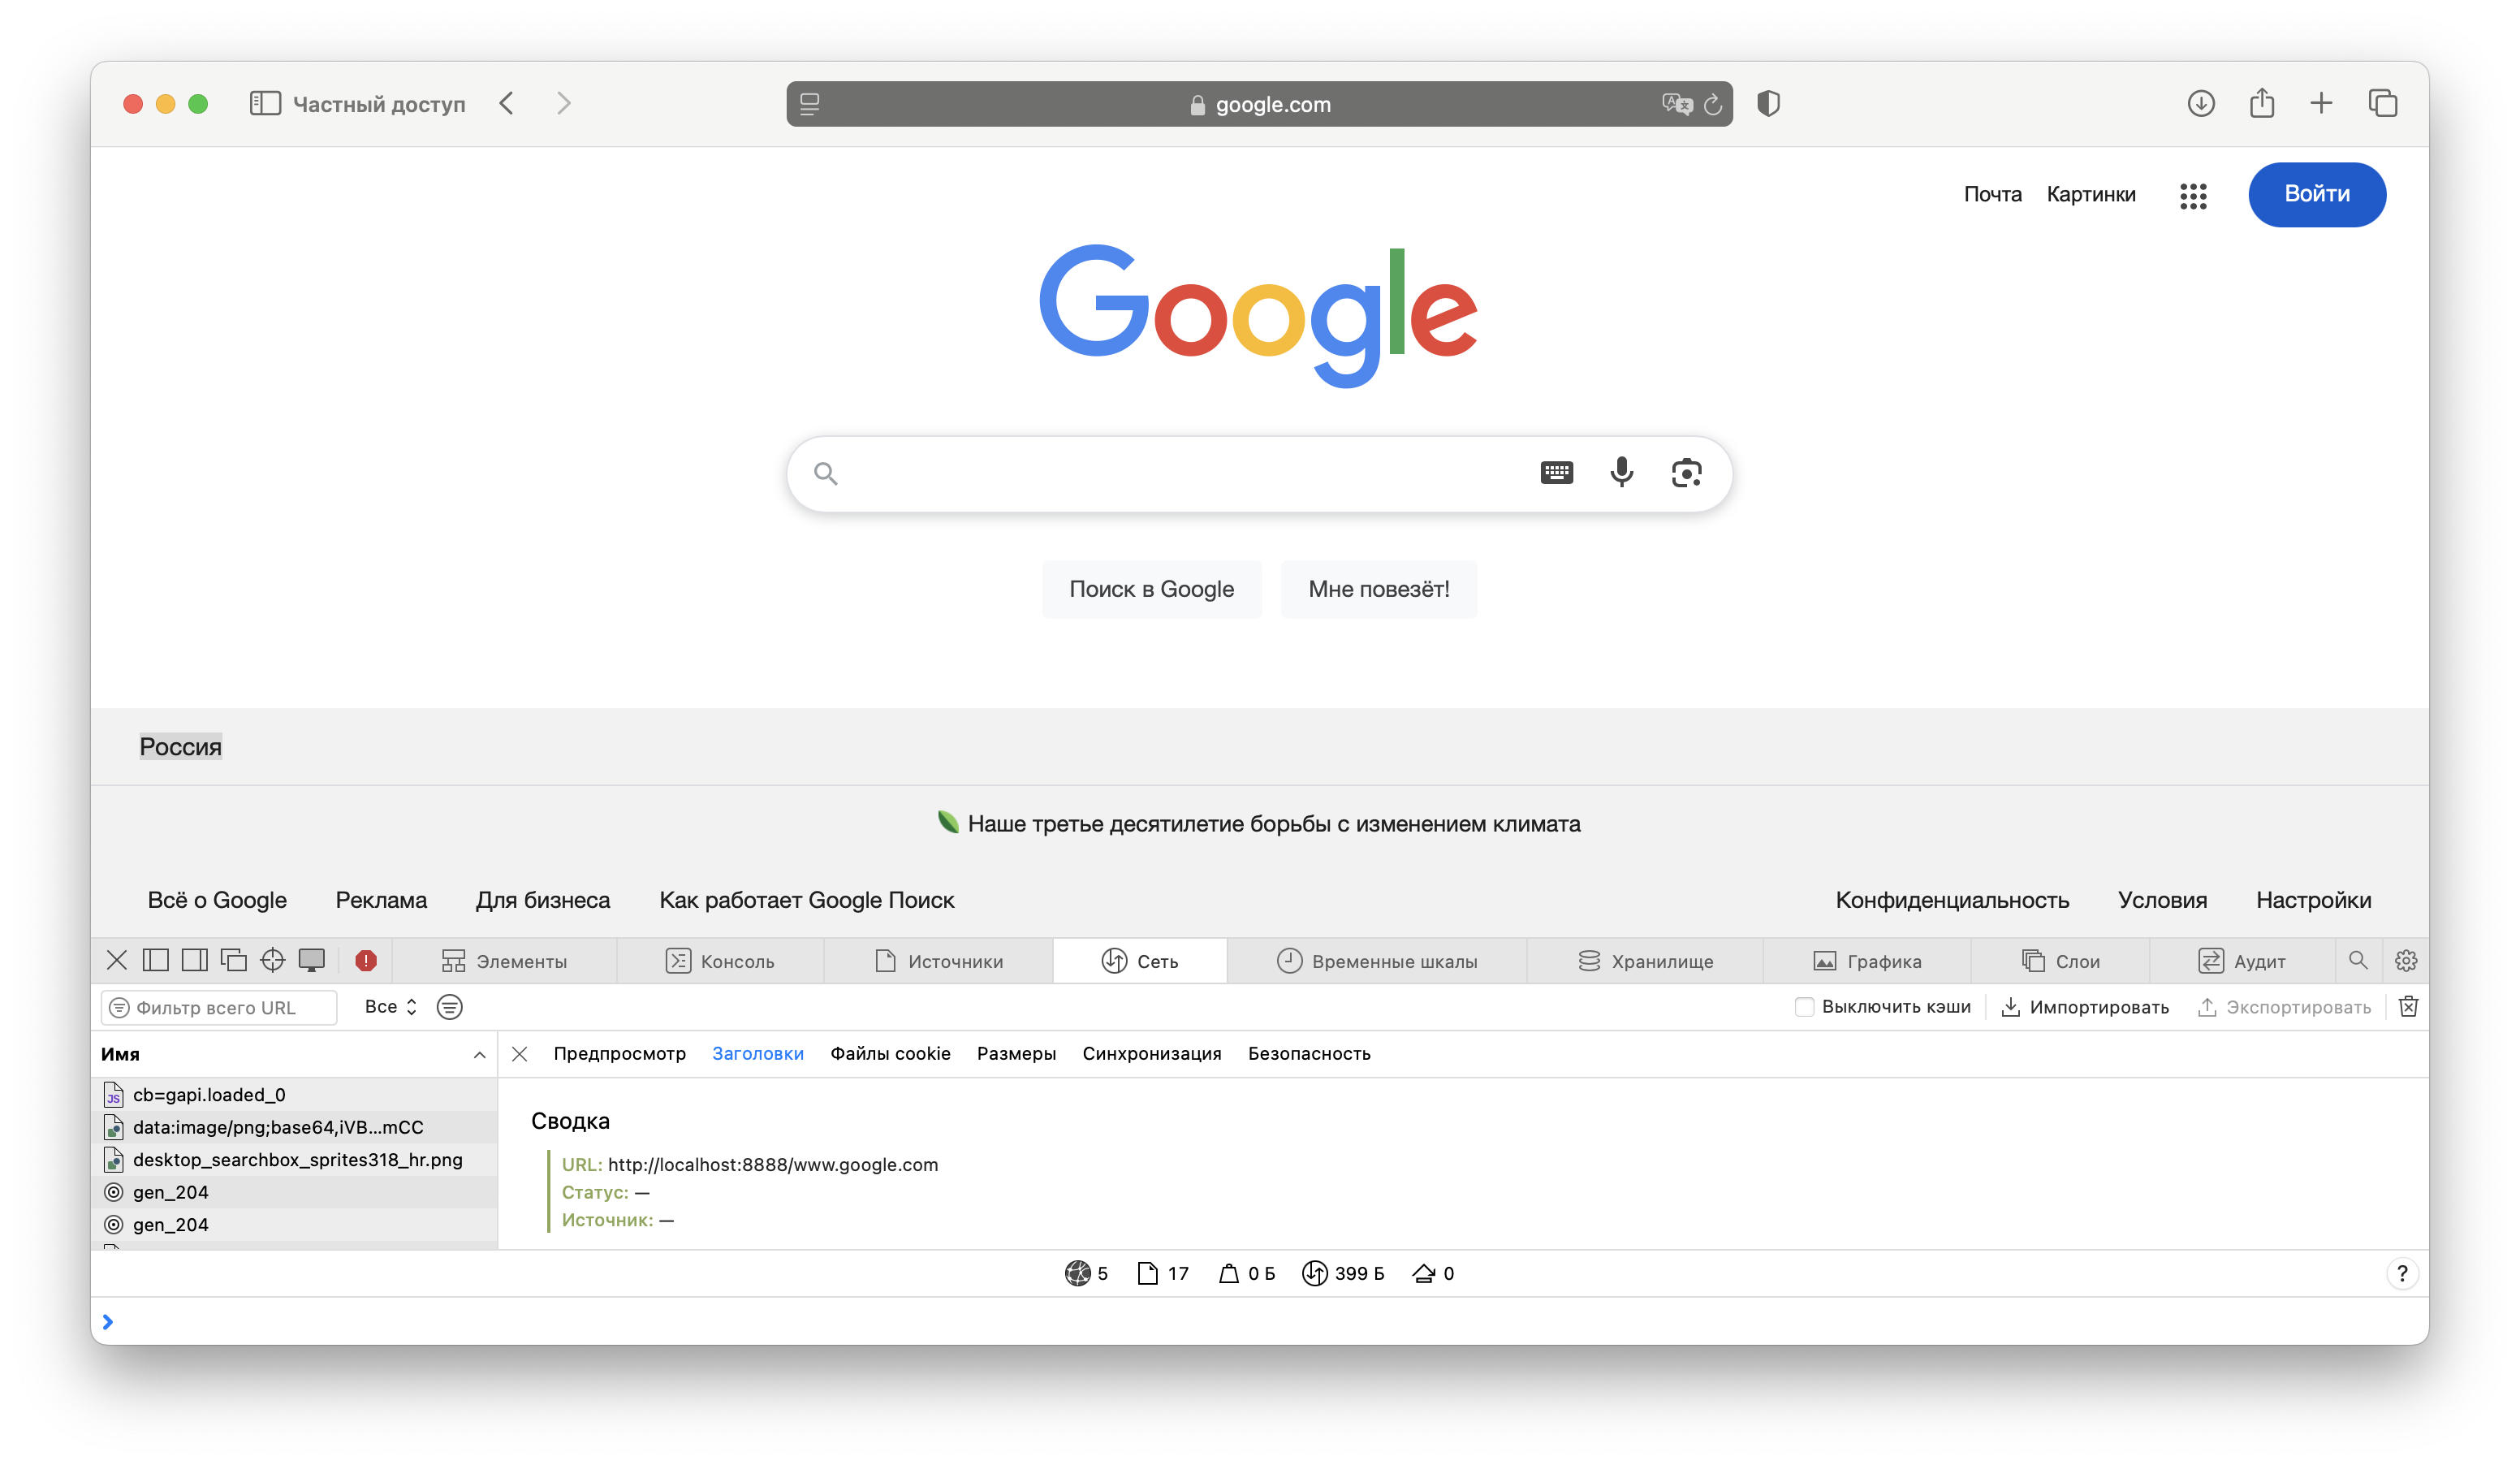 Частный доступ
google.com
Почта Картинки Войти
Google
Поиск в Google Мне повезёт!
Россия
Наше третье десятилетие борьбы с изменением климата
Всё о Google Реклама Для бизнеса Как работает Google Поиск Конфиденциальность Условия Настройки
Элементы Консоль Источники Сеть Временные шкалы Хранилище Графика Слои Аудит
Фильтр всего URL Все Выключить кэши Импортировать Экспортировать
Имя Предпросмотр Заголовки Файлы cookie Размеры Синхронизация Безопасность
JS cb=gapi.loaded_0
data:image/png;base64,iVB...mCC
desktop_searchbox_sprites318_hr.png
gen_204
gen_204
Сводка
URL: http://localhost:8888/www.google.com
Статус: —
Источник: —
5 17 0 Б 399 Б 0 ?